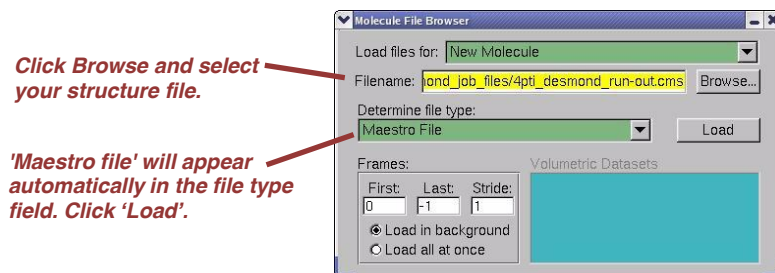 Molecule File Browser
Load files for: New Molecule
Click Browse and select
your structure file.
Filename: ond_job_files/4pti_desmond_run-out.cms Browse...
Determine file type:
Maestro File Load
'Maestro file' will appear
automatically in the file type
field. Click ‘Load’.
Frames: Volumetric Datasets
First: Last: Stride:
0 -1 1
Load in background
Load all at once